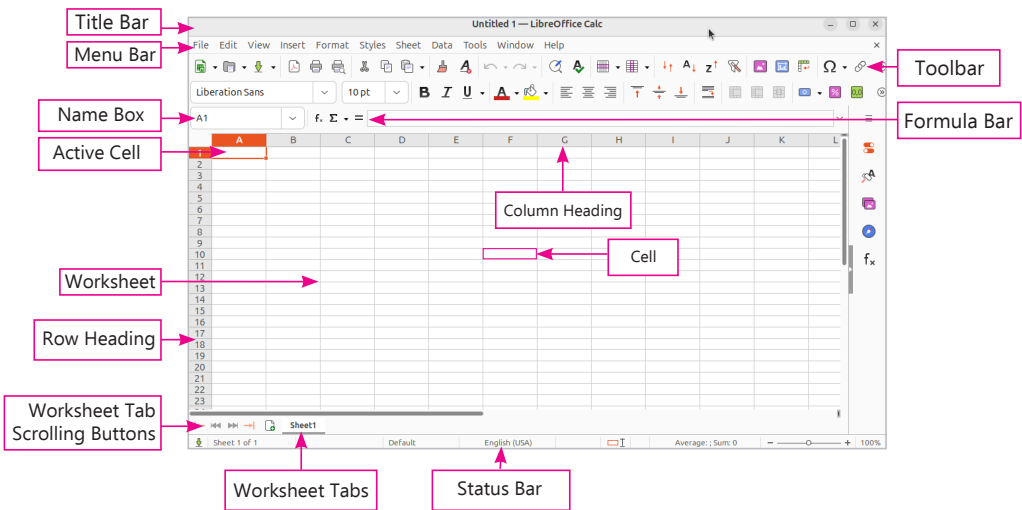 Title Bar
Untitled 1 — LibreOffice Calc
Menu Bar
File Edit View Insert Format Styles Sheet Data Tools Window Help
Toolbar
Liberation Sans
10 pt
B I U A
Name Box
A1
Formula Bar
Active Cell
A B C D E F G H I J K L
1
2
3
4
5
6
7
8
9
10
11
12
13
14
15
16
17
18
19
20
21
22
23
Column Heading
Cell
Worksheet
Row Heading
Worksheet Tab
Scrolling Buttons
Sheet1
Sheet 1 of 1 Default English (USA) Average: ; Sum: 0 100%
Worksheet Tabs
Status Bar